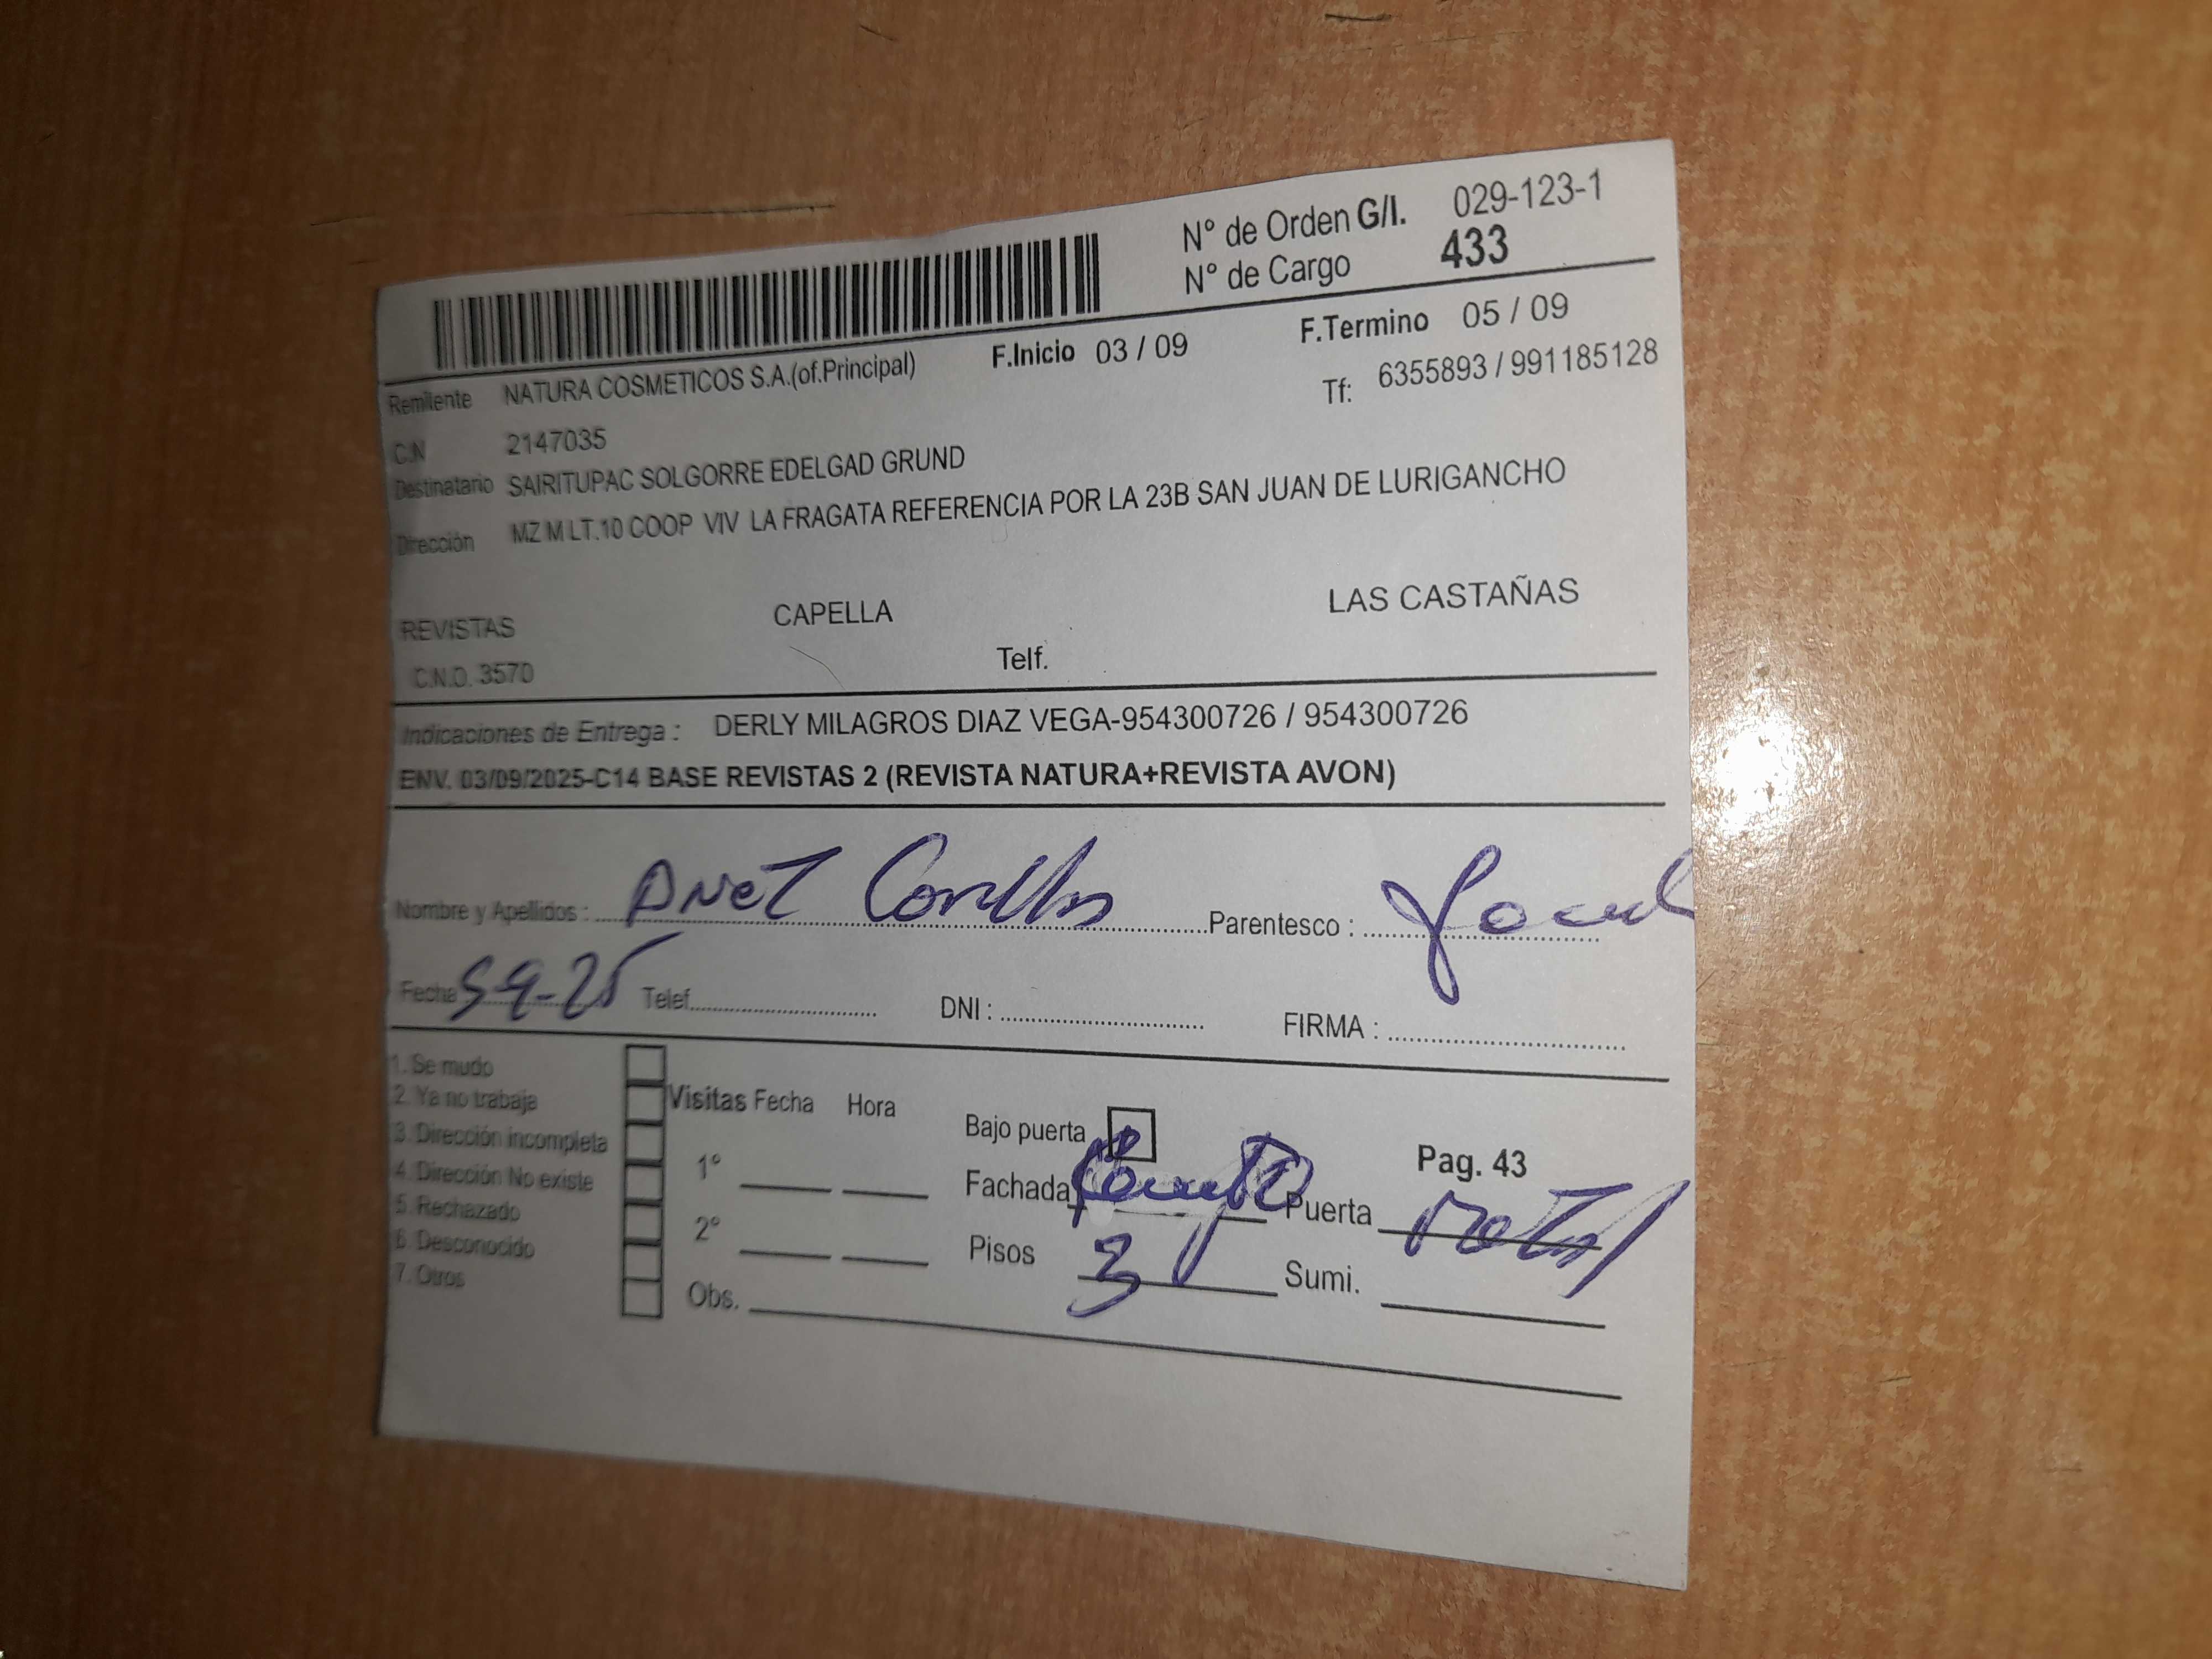 N° de Orden G/I. 029-123-1
N° de Cargo 433
F.Inicio 03 / 09 F.Termino 05 / 09
Remitente NATURA COSMETICOS S.A.(of.Principal) Tf: 6355893 / 991185128
C.N 2147035
Destinatario SAIRITUPAC SOLGORRE EDELGAD GRUND
Dirección MZ M LT.10 COOP VIV LA FRAGATA REFERENCIA POR LA 23B SAN JUAN DE LURIGANCHO
REVISTAS CAPELLA LAS CASTAÑAS
C.N.O. 3570 Telf.
Indicaciones de Entrega : DERLY MILAGROS DIAZ VEGA-954300726 / 954300726
ENV. 03/09/2025-C14 BASE REVISTAS 2 (REVISTA NATURA+REVISTA AVON)
Nombre y Apellidos : Anet Parentesco :
Fecha 5 9-25 Telef. DNI : FIRMA :
1. Se mudo
2. Ya no trabaja Visitas Fecha Hora Bajo puerta
3. Dirección incompleta 1° Pag. 43
4. Dirección No existe Fachada Puerta
5. Rechazado 2° Pisos 3
6. Desconocido Sumi.
7. Otros Obs.